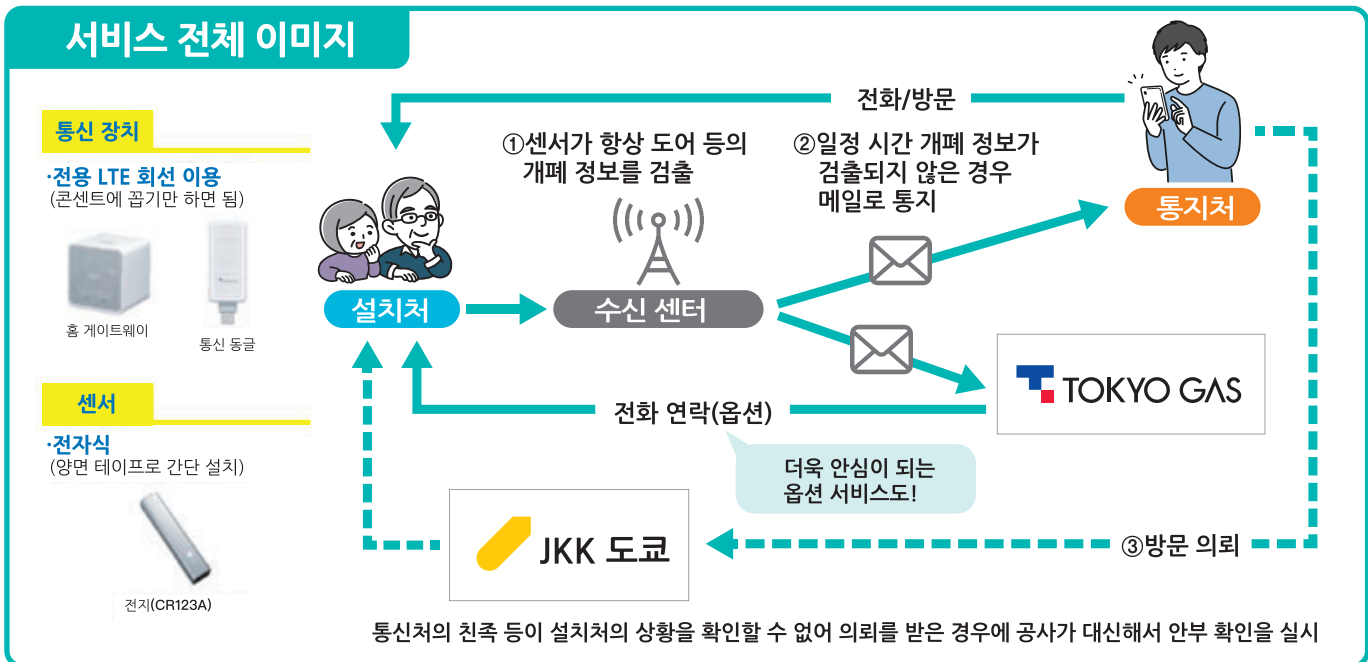 서비스 전체 이미지
통신 장치
·전용 LTE 회선 이용
(콘센트에 꼽기만 하면 됨)
홈 게이트웨이
통신 동글
센서
·전자식
(양면 테이프로 간단 설치)
전지(CR123A)
전화/방문
①센서가 항상 도어 등의
개폐 정보를 검출
②일정 시간 개폐 정보가
검출되지 않은 경우
메일로 통지
통지처
설치처
수신 센터
TOKYO GAS
전화 연락(옵션)
더욱 안심이 되는
옵션 서비스도!
JKK 도쿄
③방문 의뢰
통신처의 친족 등이 설치처의 상황을 확인할 수 없어 의뢰를 받은 경우에 공사가 대신해서 안부 확인을 실시